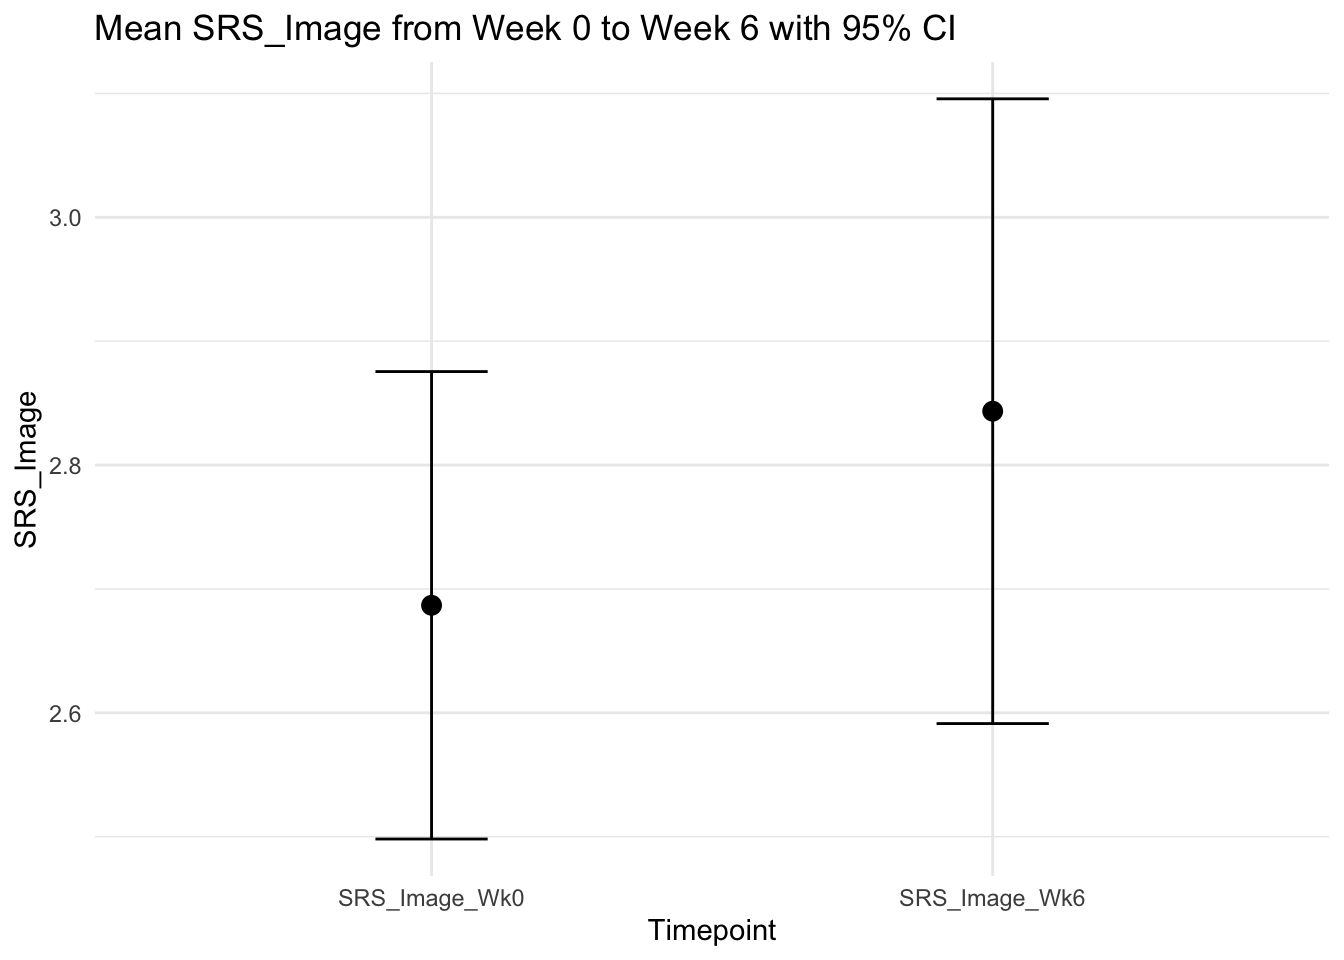 Mean SRS_Image from Week 0 to Week 6 with 95% CI
SRS_Image
3.0
2.8
2.6
SRS_Image_Wk0
SRS_Image_Wk6
Timepoint